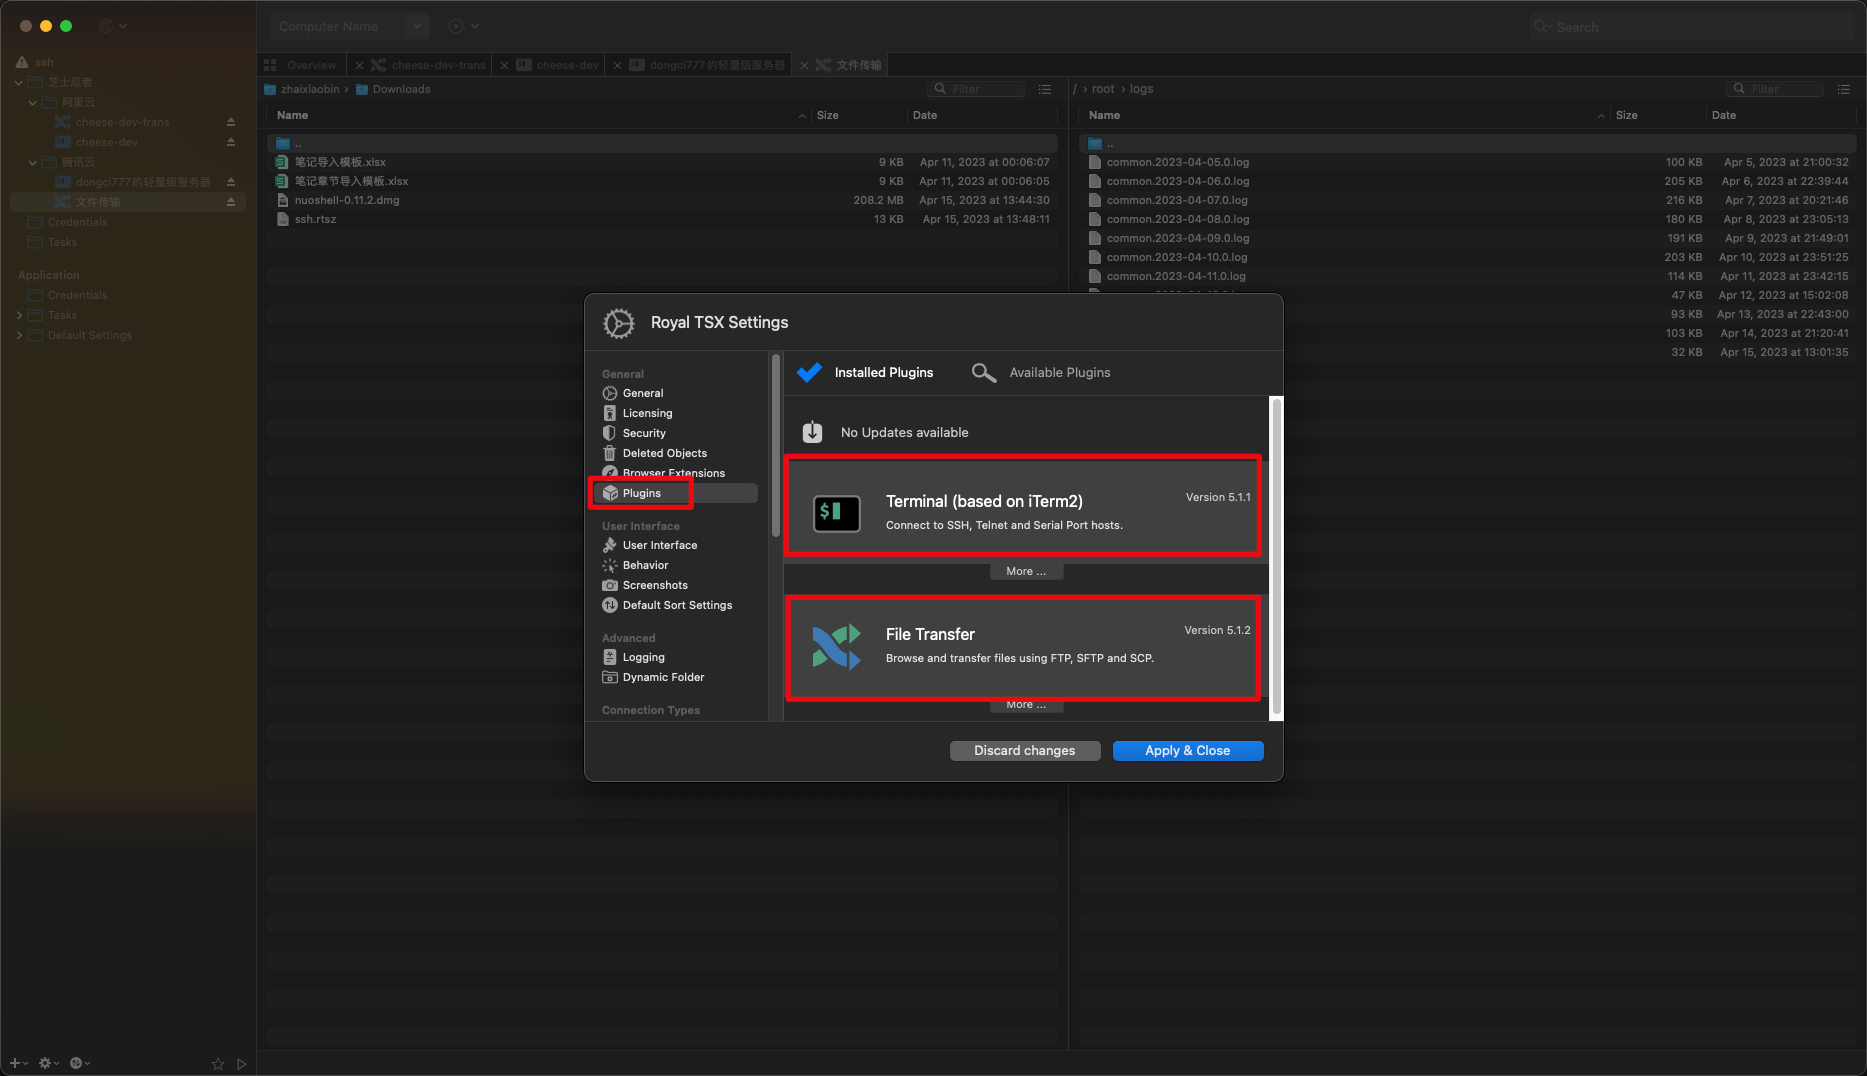 Computer Name
Search
ssh
芝士忍者
阿里云
cheese-dev-trans
cheese-dev
腾讯云
dongci777的轻量级服务器
文件传输
Credentials
Tasks
Application
Credentials
Tasks
Default Settings
Overview
cheese-dev-trans
cheese-dev
dongci777的轻量级服务器
文件传输
zhaixiaobin › Downloads
Filter
Name Size Date
..
笔记导入模板.xlsx 9 KB Apr 11, 2023 at 00:06:07
笔记章节导入模板.xlsx 9 KB Apr 11, 2023 at 00:06:05
nuoshell-0.11.2.dmg 208.2 MB Apr 15, 2023 at 13:44:30
ssh.rtsz 13 KB Apr 15, 2023 at 13:48:11
/ › root › logs
Filter
Name Size Date
..
common.2023-04-05.0.log 100 KB Apr 5, 2023 at 21:00:32
common.2023-04-06.0.log 205 KB Apr 6, 2023 at 22:39:44
common.2023-04-07.0.log 216 KB Apr 7, 2023 at 20:21:46
common.2023-04-08.0.log 180 KB Apr 8, 2023 at 23:05:13
common.2023-04-09.0.log 191 KB Apr 9, 2023 at 21:49:01
common.2023-04-10.0.log 203 KB Apr 10, 2023 at 23:51:25
common.2023-04-11.0.log 114 KB Apr 11, 2023 at 23:42:15
47 KB Apr 12, 2023 at 15:02:08
93 KB Apr 13, 2023 at 22:43:00
103 KB Apr 14, 2023 at 21:20:41
32 KB Apr 15, 2023 at 13:01:35
Royal TSX Settings
General
General
Licensing
Security
Deleted Objects
Browser Extensions
Plugins
User Interface
User Interface
Behavior
Screenshots
Default Sort Settings
Advanced
Logging
Dynamic Folder
Connection Types
Installed Plugins
Available Plugins
No Updates available
Terminal (based on iTerm2)
Version 5.1.1
Connect to SSH, Telnet and Serial Port hosts.
More ...
File Transfer
Version 5.1.2
Browse and transfer files using FTP, SFTP and SCP.
More ...
Discard changes
Apply & Close